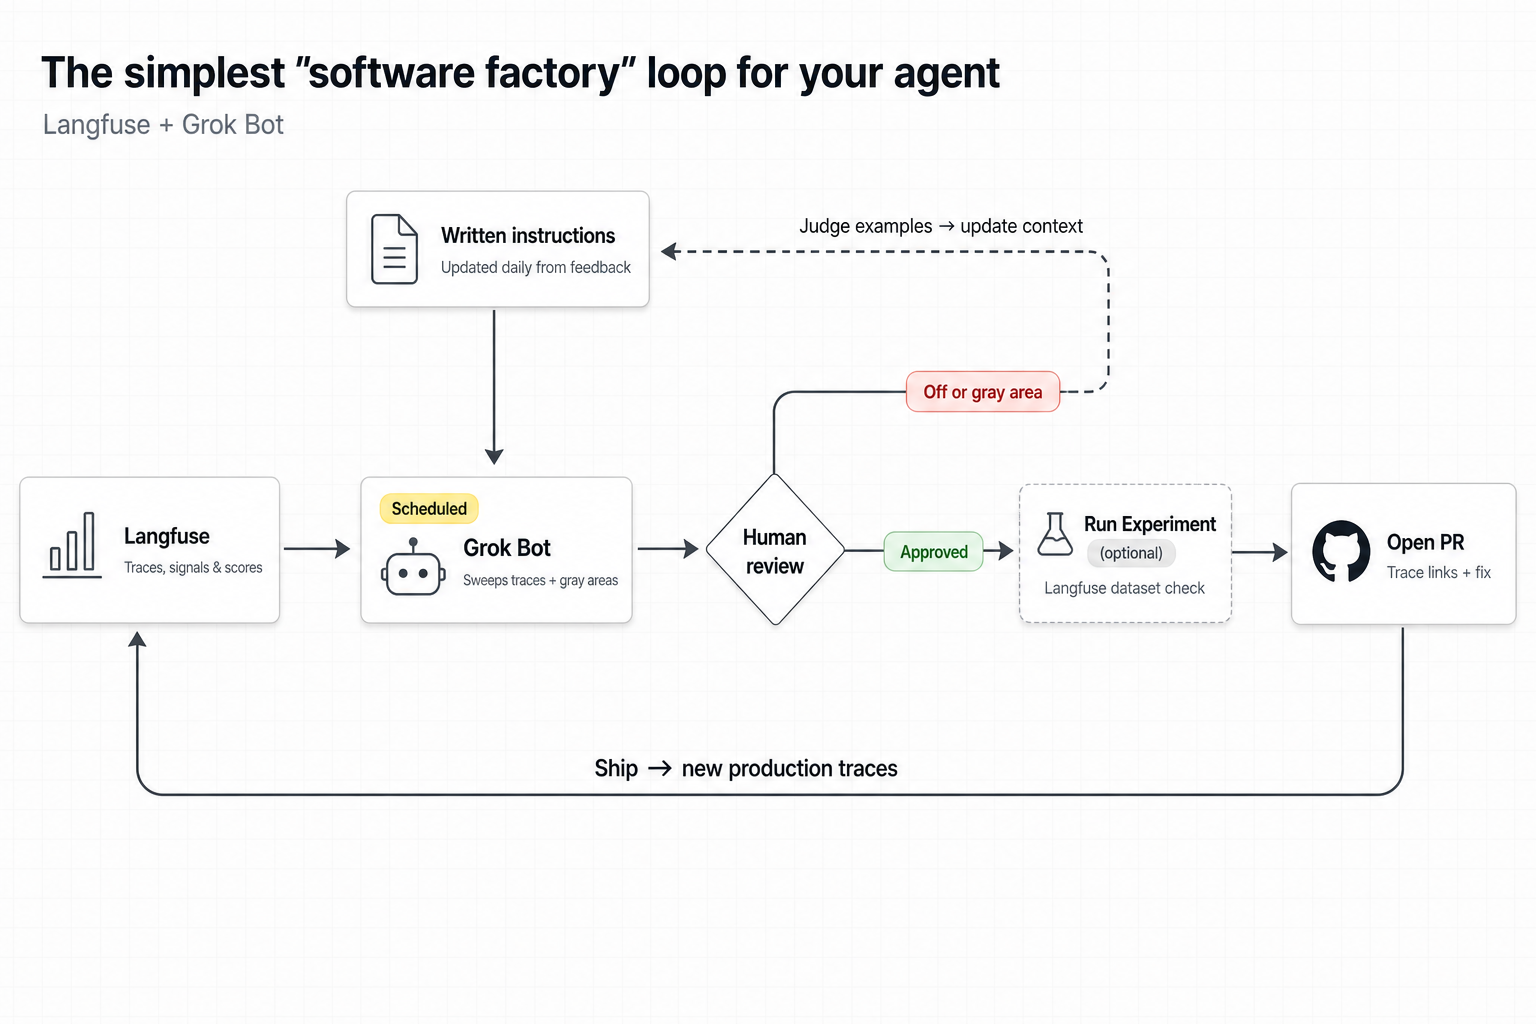 The simplest "software factory" loop for your agent
Langfuse + Grok Bot
Written instructions
Updated daily from feedback
Judge examples → update context
Off or gray area
Langfuse
Traces, signals & scores
Scheduled
Grok Bot
Sweeps traces + gray areas
Human
review
Approved
Run Experiment
(optional)
Langfuse dataset check
Open PR
Trace links + fix
Ship → new production traces